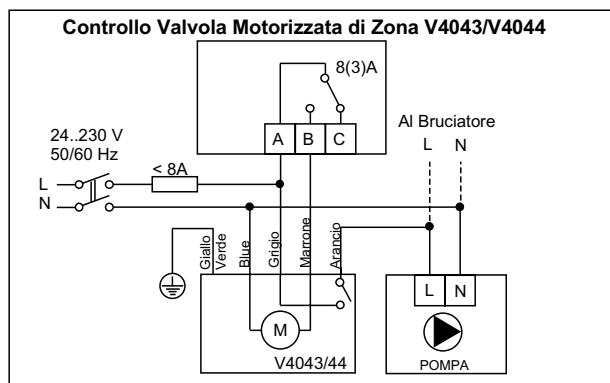 Controllo Valvola Motorizzata di Zona V4043/V4044
8(3)A
A B C
Al Bruciatore
L N
24..230 V
50/60 Hz
< 8A
L
N
Giallo
Verde
Blue
Grigio
Marrone
Arancio
L N
M
V4043/44
POMPA